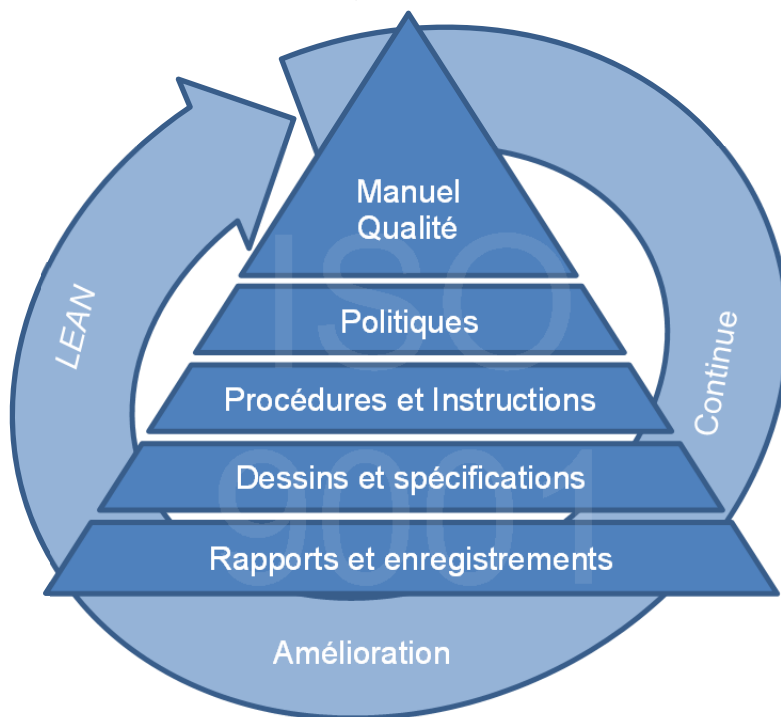 Manuel
Qualité
ISO
Politiques
Procédures et Instructions
Dessins et spécifications
9001
Rapports et enregistrements
LEAN
Continue
Amélioration